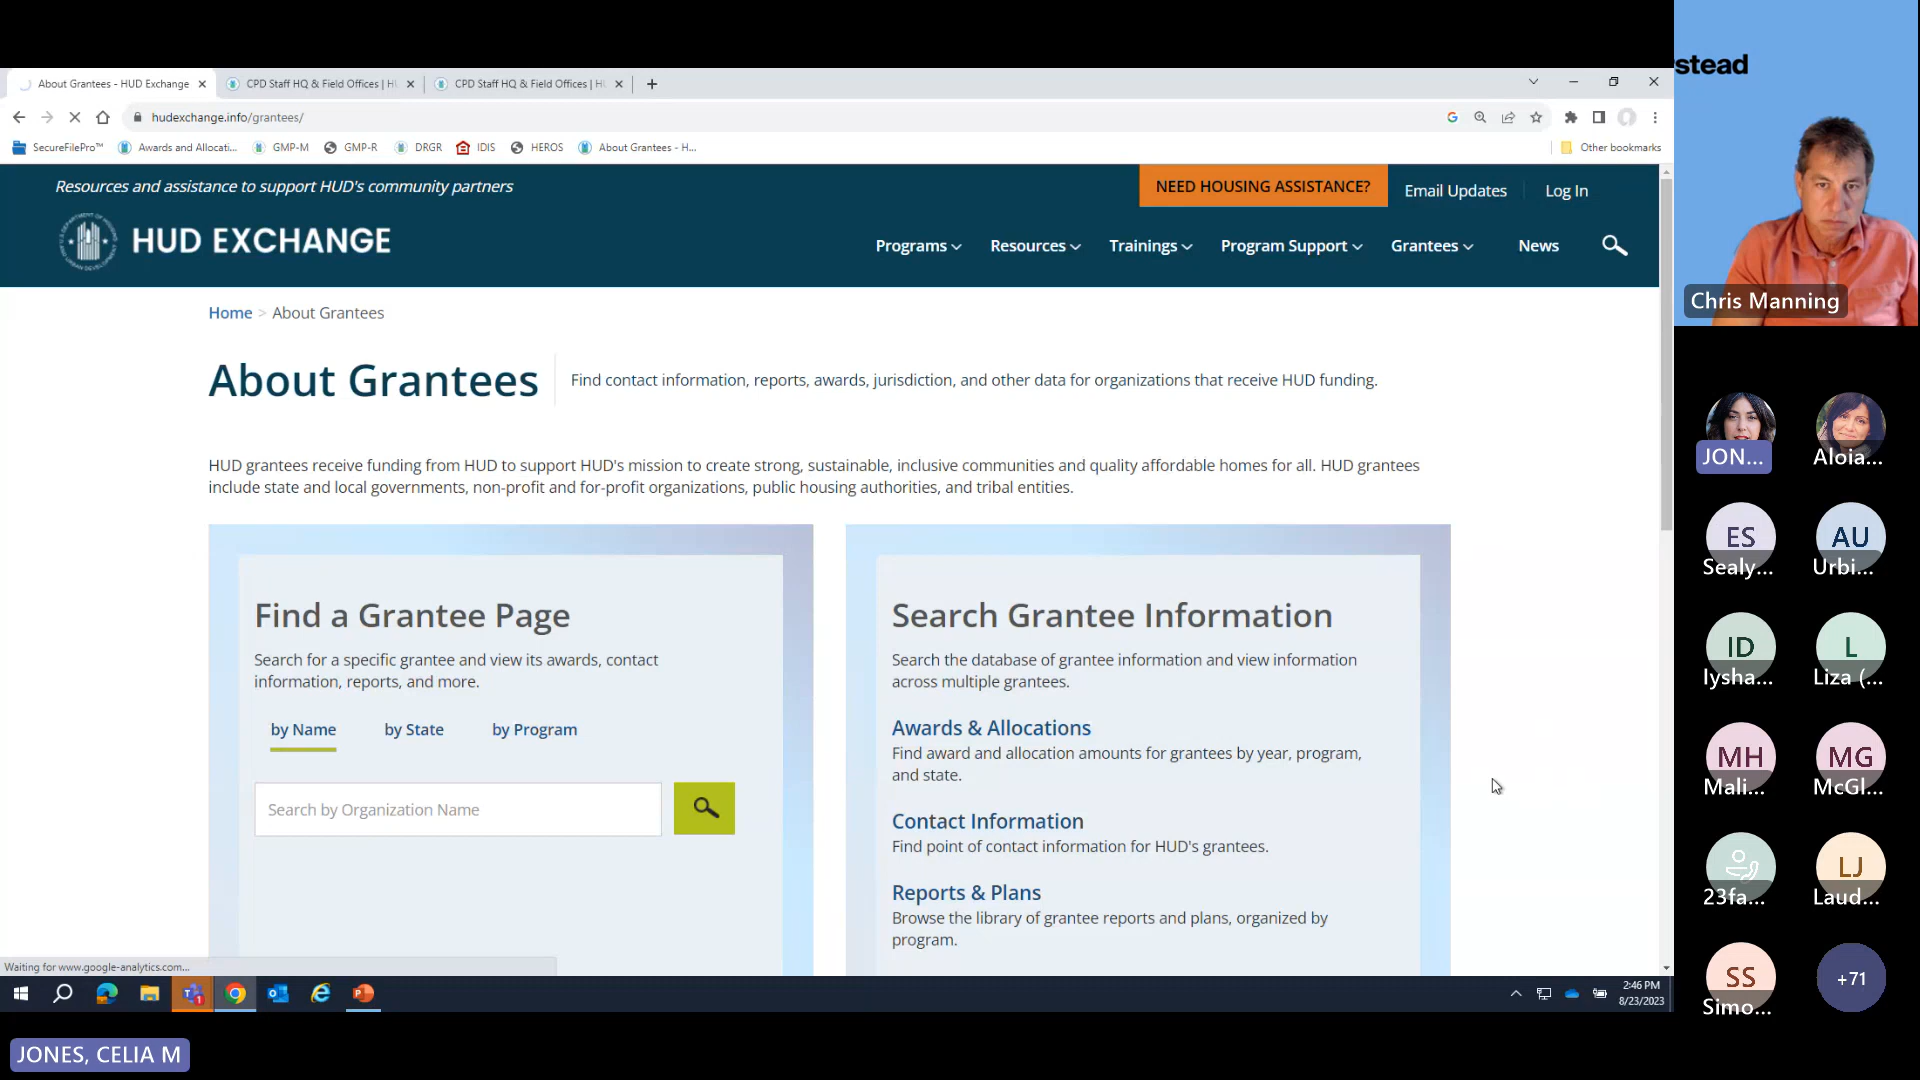 About Grantees - HUD Exchange
CPD Staff HQ & Field Offices | H
CPD Staff HQ & Field Offices | H
hudexchange.info/grantees/
SecureFilePro™
Awards and Allocati...
GMP-M
GMP-R
DRGR
IDIS
HEROS
About Grantees - H...
Other bookmarks
Resources and assistance to support HUD's community partners
NEED HOUSING ASSISTANCE?
Email Updates
Log In
HUD EXCHANGE
Programs
Resources
Trainings
Program Support
Grantees
News
Home > About Grantees
About Grantees
Find contact information, reports, awards, jurisdiction, and other data for organizations that receive HUD funding.
HUD grantees receive funding from HUD to support HUD's mission to create strong, sustainable, inclusive communities and quality affordable homes for all. HUD grantees
include state and local governments, non-profit and for-profit organizations, public housing authorities, and tribal entities.
Find a Grantee Page
Search for a specific grantee and view its awards, contact
information, reports, and more.
by Name
by State
by Program
Search by Organization Name
Search Grantee Information
Search the database of grantee information and view information
across multiple grantees.
Awards & Allocations
Find award and allocation amounts for grantees by year, program,
and state.
Contact Information
Find point of contact information for HUD's grantees.
Reports & Plans
Browse the library of grantee reports and plans, organized by
program.
Waiting for www.google-analytics.com...
2:46 PM
8/23/2023
JONES, CELIA M
stead
Chris Manning
JON...
Aloia...
ES
Sealy...
AU
Urbi...
ID
Iysha...
L
Liza (...
MH
Mali...
MG
McGl...
23fa...
LJ
Laud...
SS
Simo...
+71